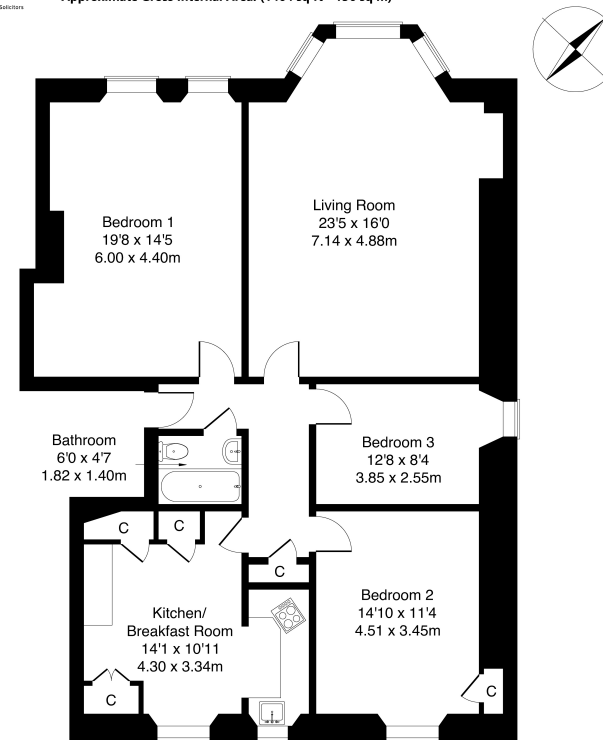 Solicitors
Bedroom 1
19'8 x 14'5
6.00 x 4.40m
Living Room
23'5 x 16'0
7.14 x 4.88m
Bathroom
6'0 x 4'7
1.82 x 1.40m
Bedroom 3
12'8 x 8'4
3.85 x 2.55m
C
C
C
Kitchen/
Breakfast Room
14'1 x 10'11
4.30 x 3.34m
Bedroom 2
14'10 x 11'4
4.51 x 3.45m
C
C